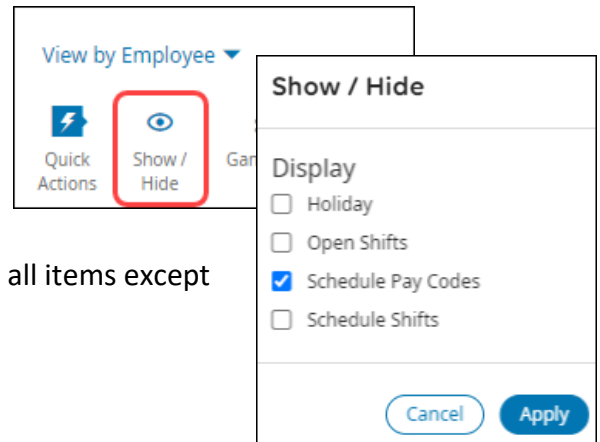 View by Employee
Quick Actions
Show / Hide
all items except
Show / Hide
Display
Holiday
Open Shifts
Schedule Pay Codes
Schedule Shifts
Cancel
Apply